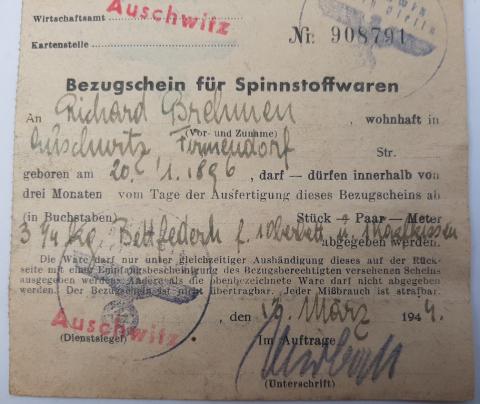 Wirtschaftsamt Auschwitz
Kartenstelle
Nr. 908791
Bezugschein für Spinnstoffwaren
An Richard Brehmen, wohnhaft in
(Vor- und Zuname)
Auschwitz Firmendorf Str.
geboren am 20. 1. 1896, darf — dürfen innerhalb von
drei Monaten vom Tage der Ausfertigung dieses Bezugscheins ab
(in Buchstaben) Stück — Paar — Meter
3 3/4 Kg. Bettfedern f. 1 Oberbett u. 1 Kopfkissen
abgegeben werden.
Die Ware darf nur unter gleichzeitiger Aushändigung dieses auf der Rück-
seite mit einer Empfangsbescheinigung des Bezugsberechtigten versehenen Scheins
ausgegeben werden. Andere als die obenbezeichnete Ware darf nicht abgegeben
werden. Der Bezugschein ist nicht übertragbar. Jeder Mißbrauch ist strafbar.
Auschwitz, den März 1944.
(Dienstsiegel) Im Auftrage
(Unterschrift)